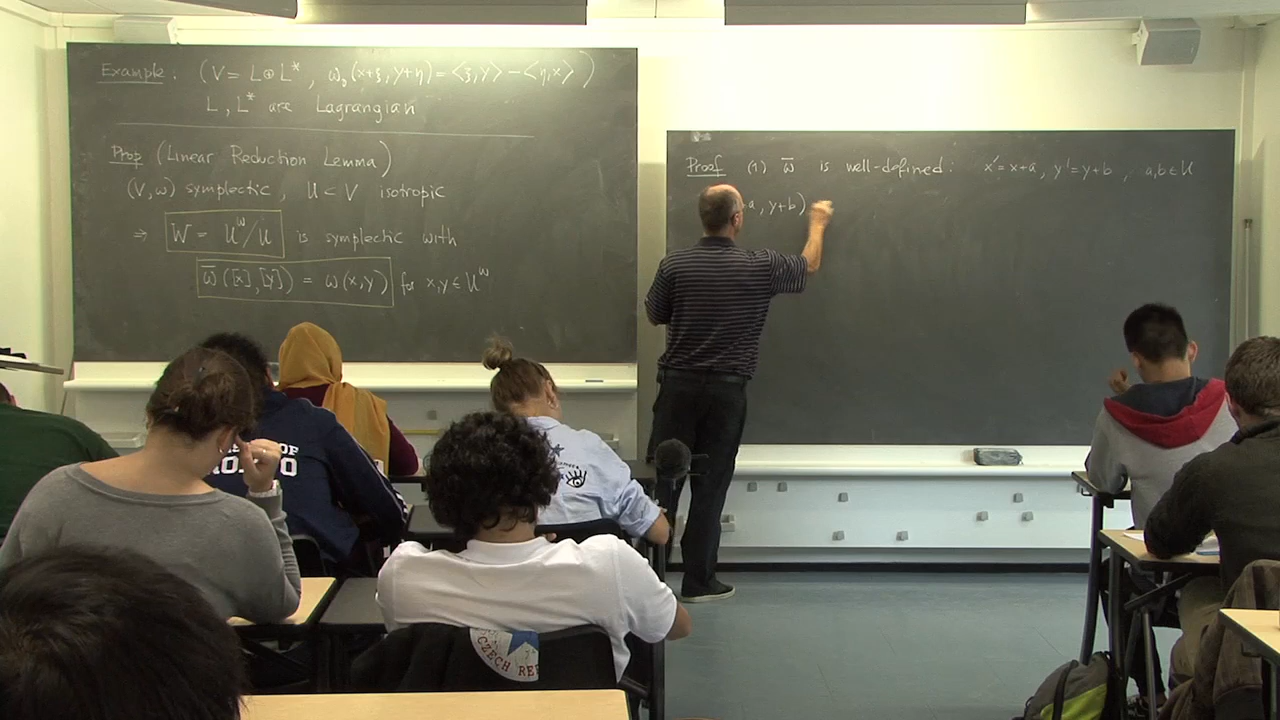 Example : (V = L ⊕ L*, ω₀(x+ξ, y+η) = <ξ, y> − <η, x>)
L, L* are Lagrangian
Prop (Linear Reduction Lemma)
(V, ω) symplectic, U ⊂ V isotropic
⇒ W = U^ω/U is symplectic with
ω̄([x],[y]) = ω(x,y) for x,y ∈ U^ω
Proof (1) ω̄ is well-defined : x' = x+a, y' = y+b, a,b ∈ U
a, y+b)
CZECH REP